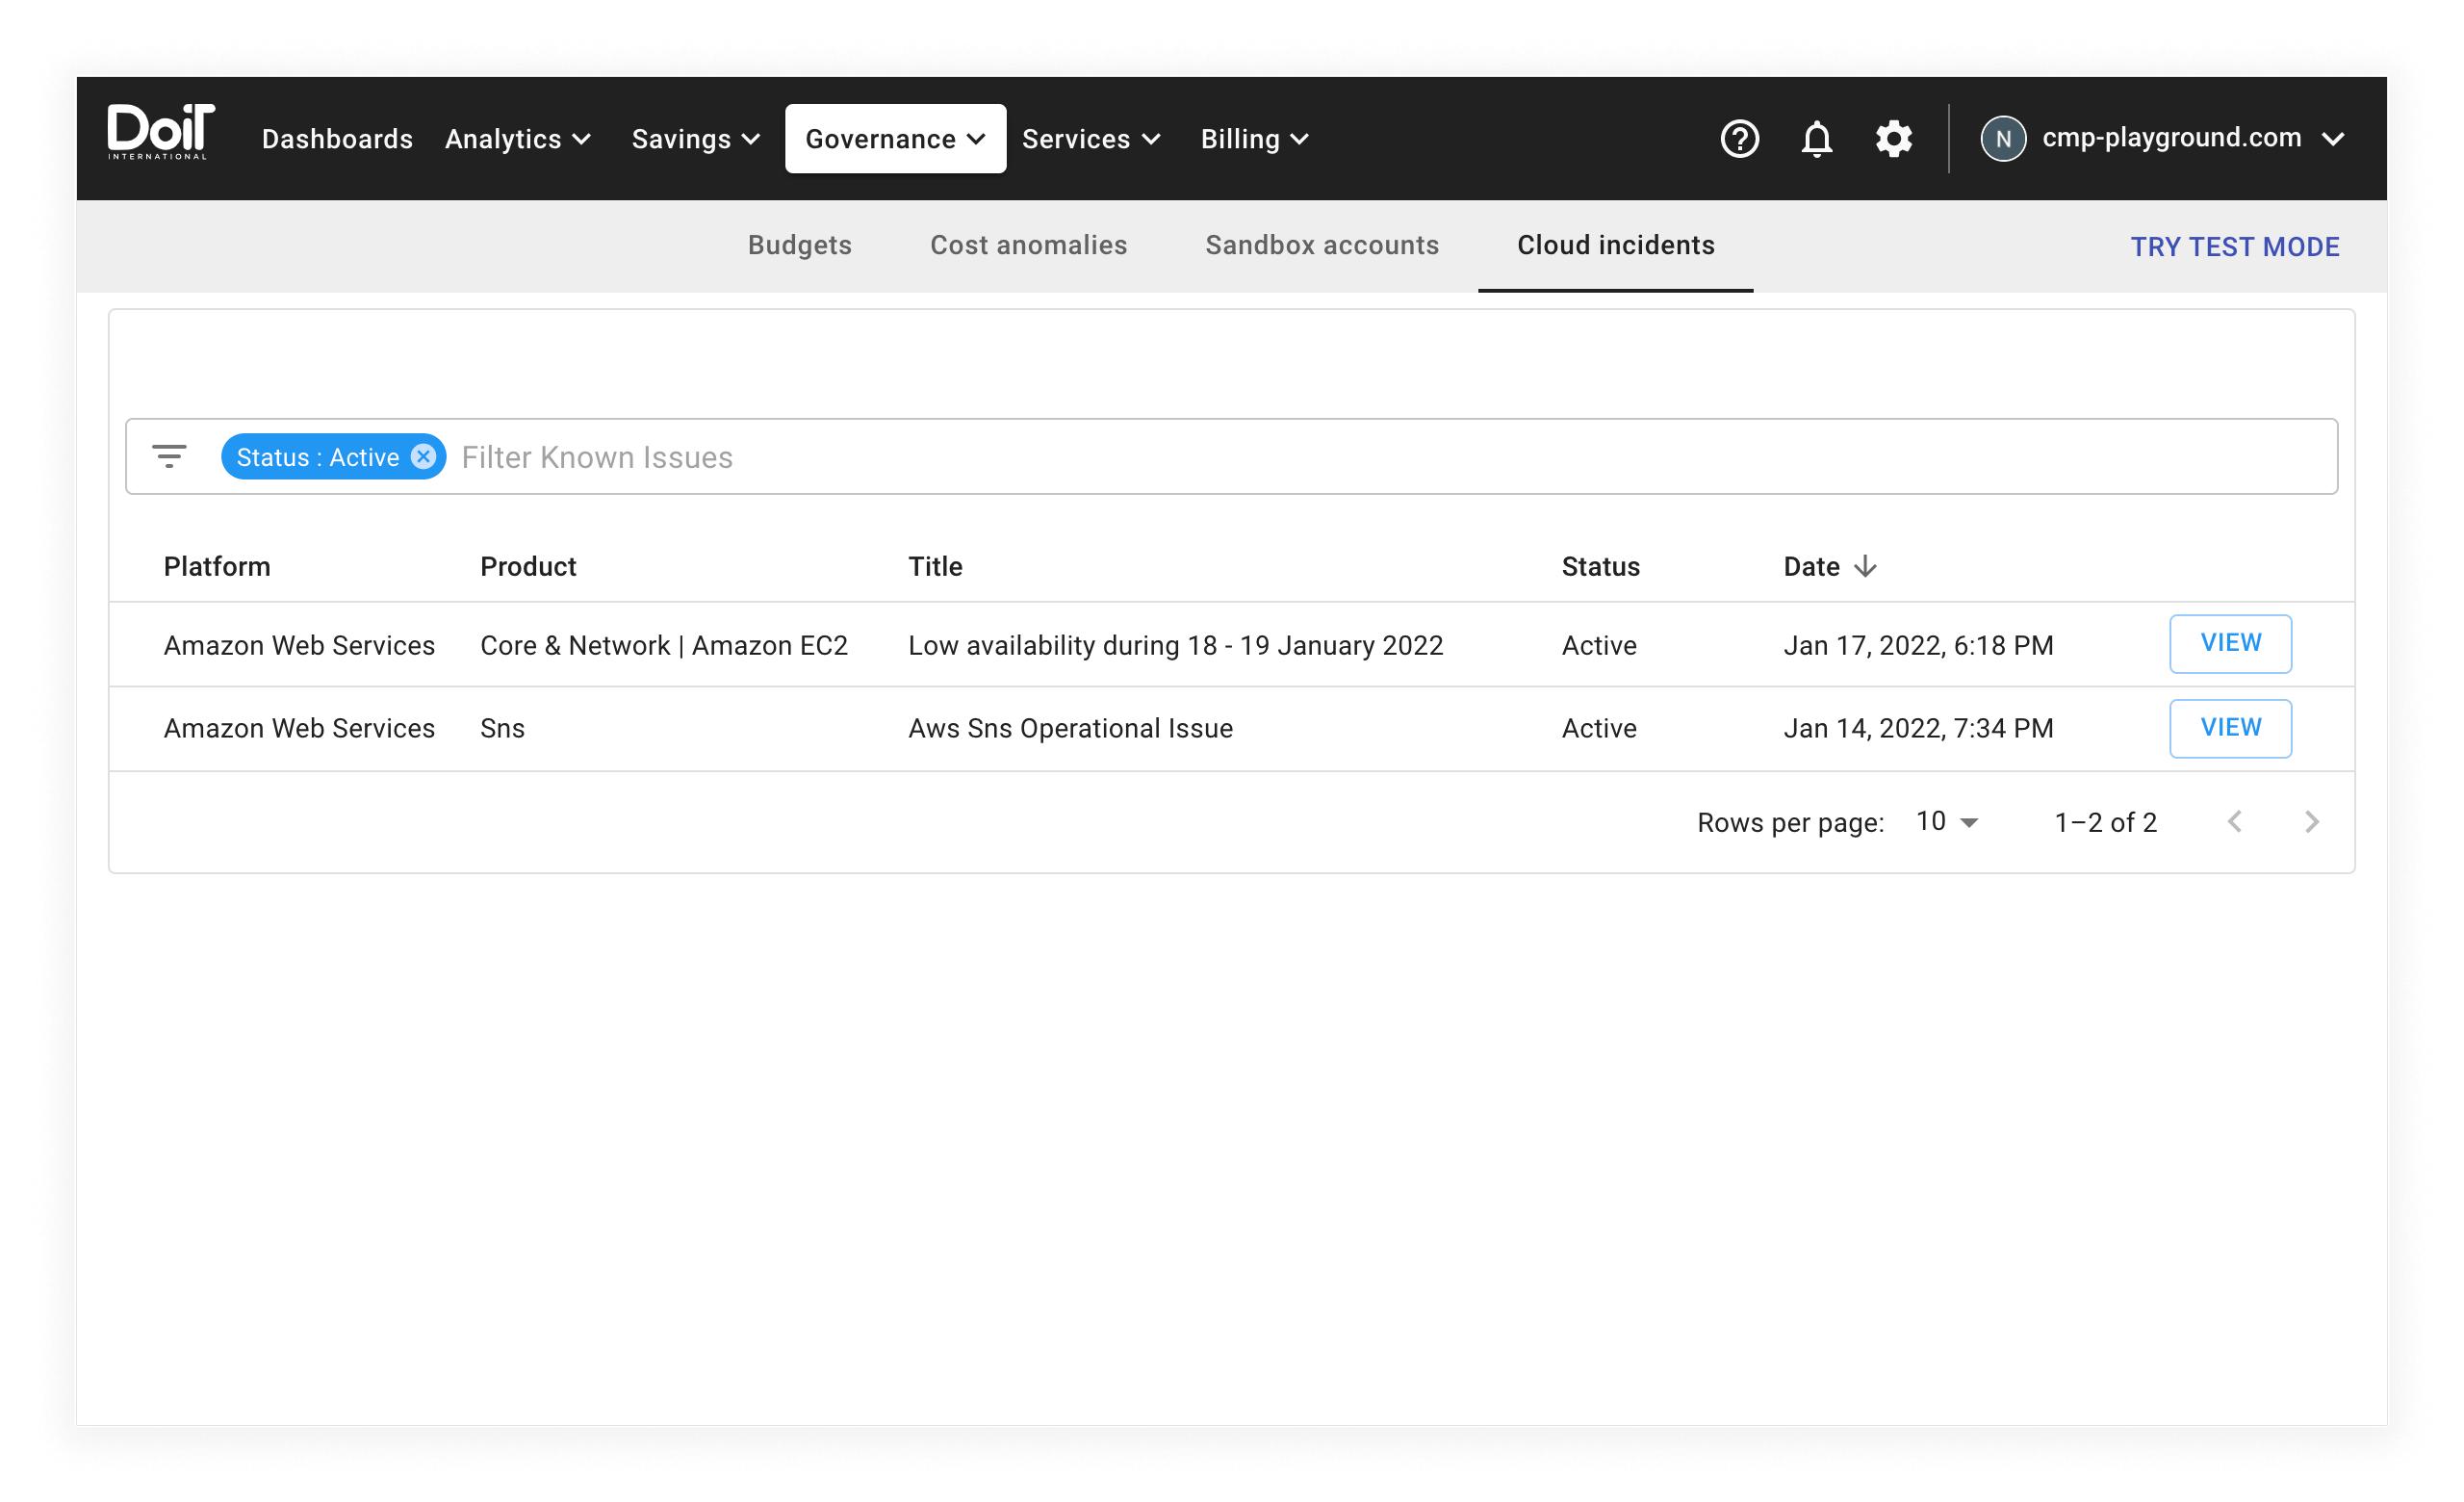 DoiT INTERNATIONAL Dashboards Analytics Savings Governance Services Billing N cmp-playground.com
Budgets Cost anomalies Sandbox accounts Cloud incidents TRY TEST MODE
Status : Active Filter Known Issues
Platform Product Title Status Date
Amazon Web Services Core & Network | Amazon EC2 Low availability during 18 - 19 January 2022 Active Jan 17, 2022, 6:18 PM VIEW
Amazon Web Services Sns Aws Sns Operational Issue Active Jan 14, 2022, 7:34 PM VIEW
Rows per page: 10 1–2 of 2